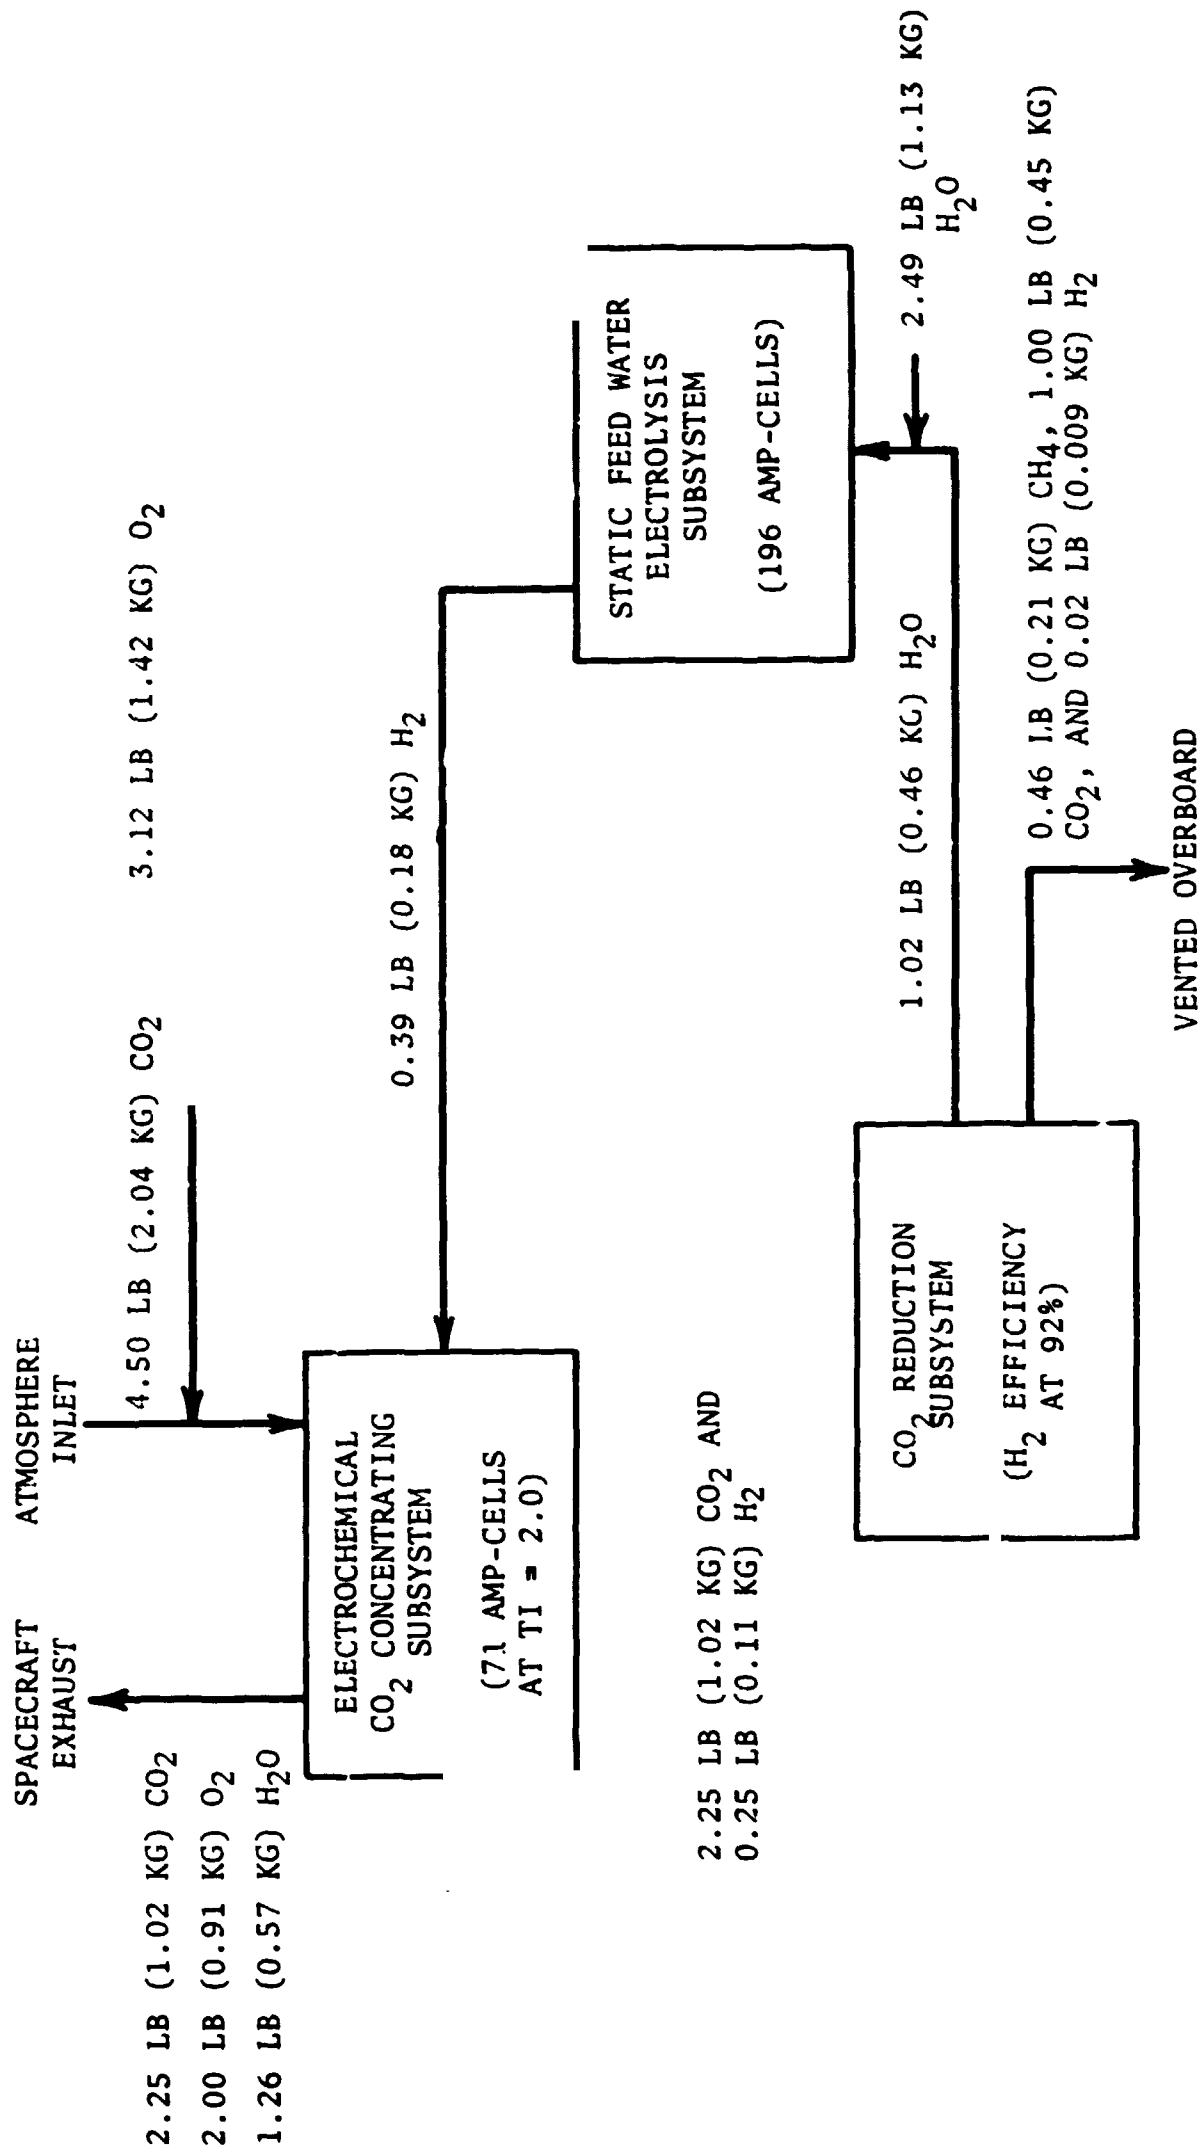 SPACECRAFT
EXHAUST
ATMOSPHERE
INLET
2.25 LB (1.02 KG) CO2
2.00 LB (0.91 KG) O2
1.26 LB (0.57 KG) H2O
4.50 LB (2.04 KG) CO2
3.12 LB (1.42 KG) O2
ELECTROCHEMICAL
CO2 CONCENTRATING
SUBSYSTEM
(71 AMP-CELLS
AT TI = 2.0)
0.39 LB (0.18 KG) H2
STATIC FEED WATER
ELECTROLYSIS
SUBSYSTEM
(196 AMP-CELLS)
2.25 LB (1.02 KG) CO2 AND
0.25 LB (0.11 KG) H2
CO2 REDUCTION
SUBSYSTEM
(H2 EFFICIENCY
AT 92%)
1.02 LB (0.46 KG) H2O
2.49 LB (1.13 KG)
H2O
0.46 LB (0.21 KG) CH4, 1.00 LB (0.45 KG)
CO2, AND 0.02 LB (0.009 KG) H2
VENTED OVERBOARD